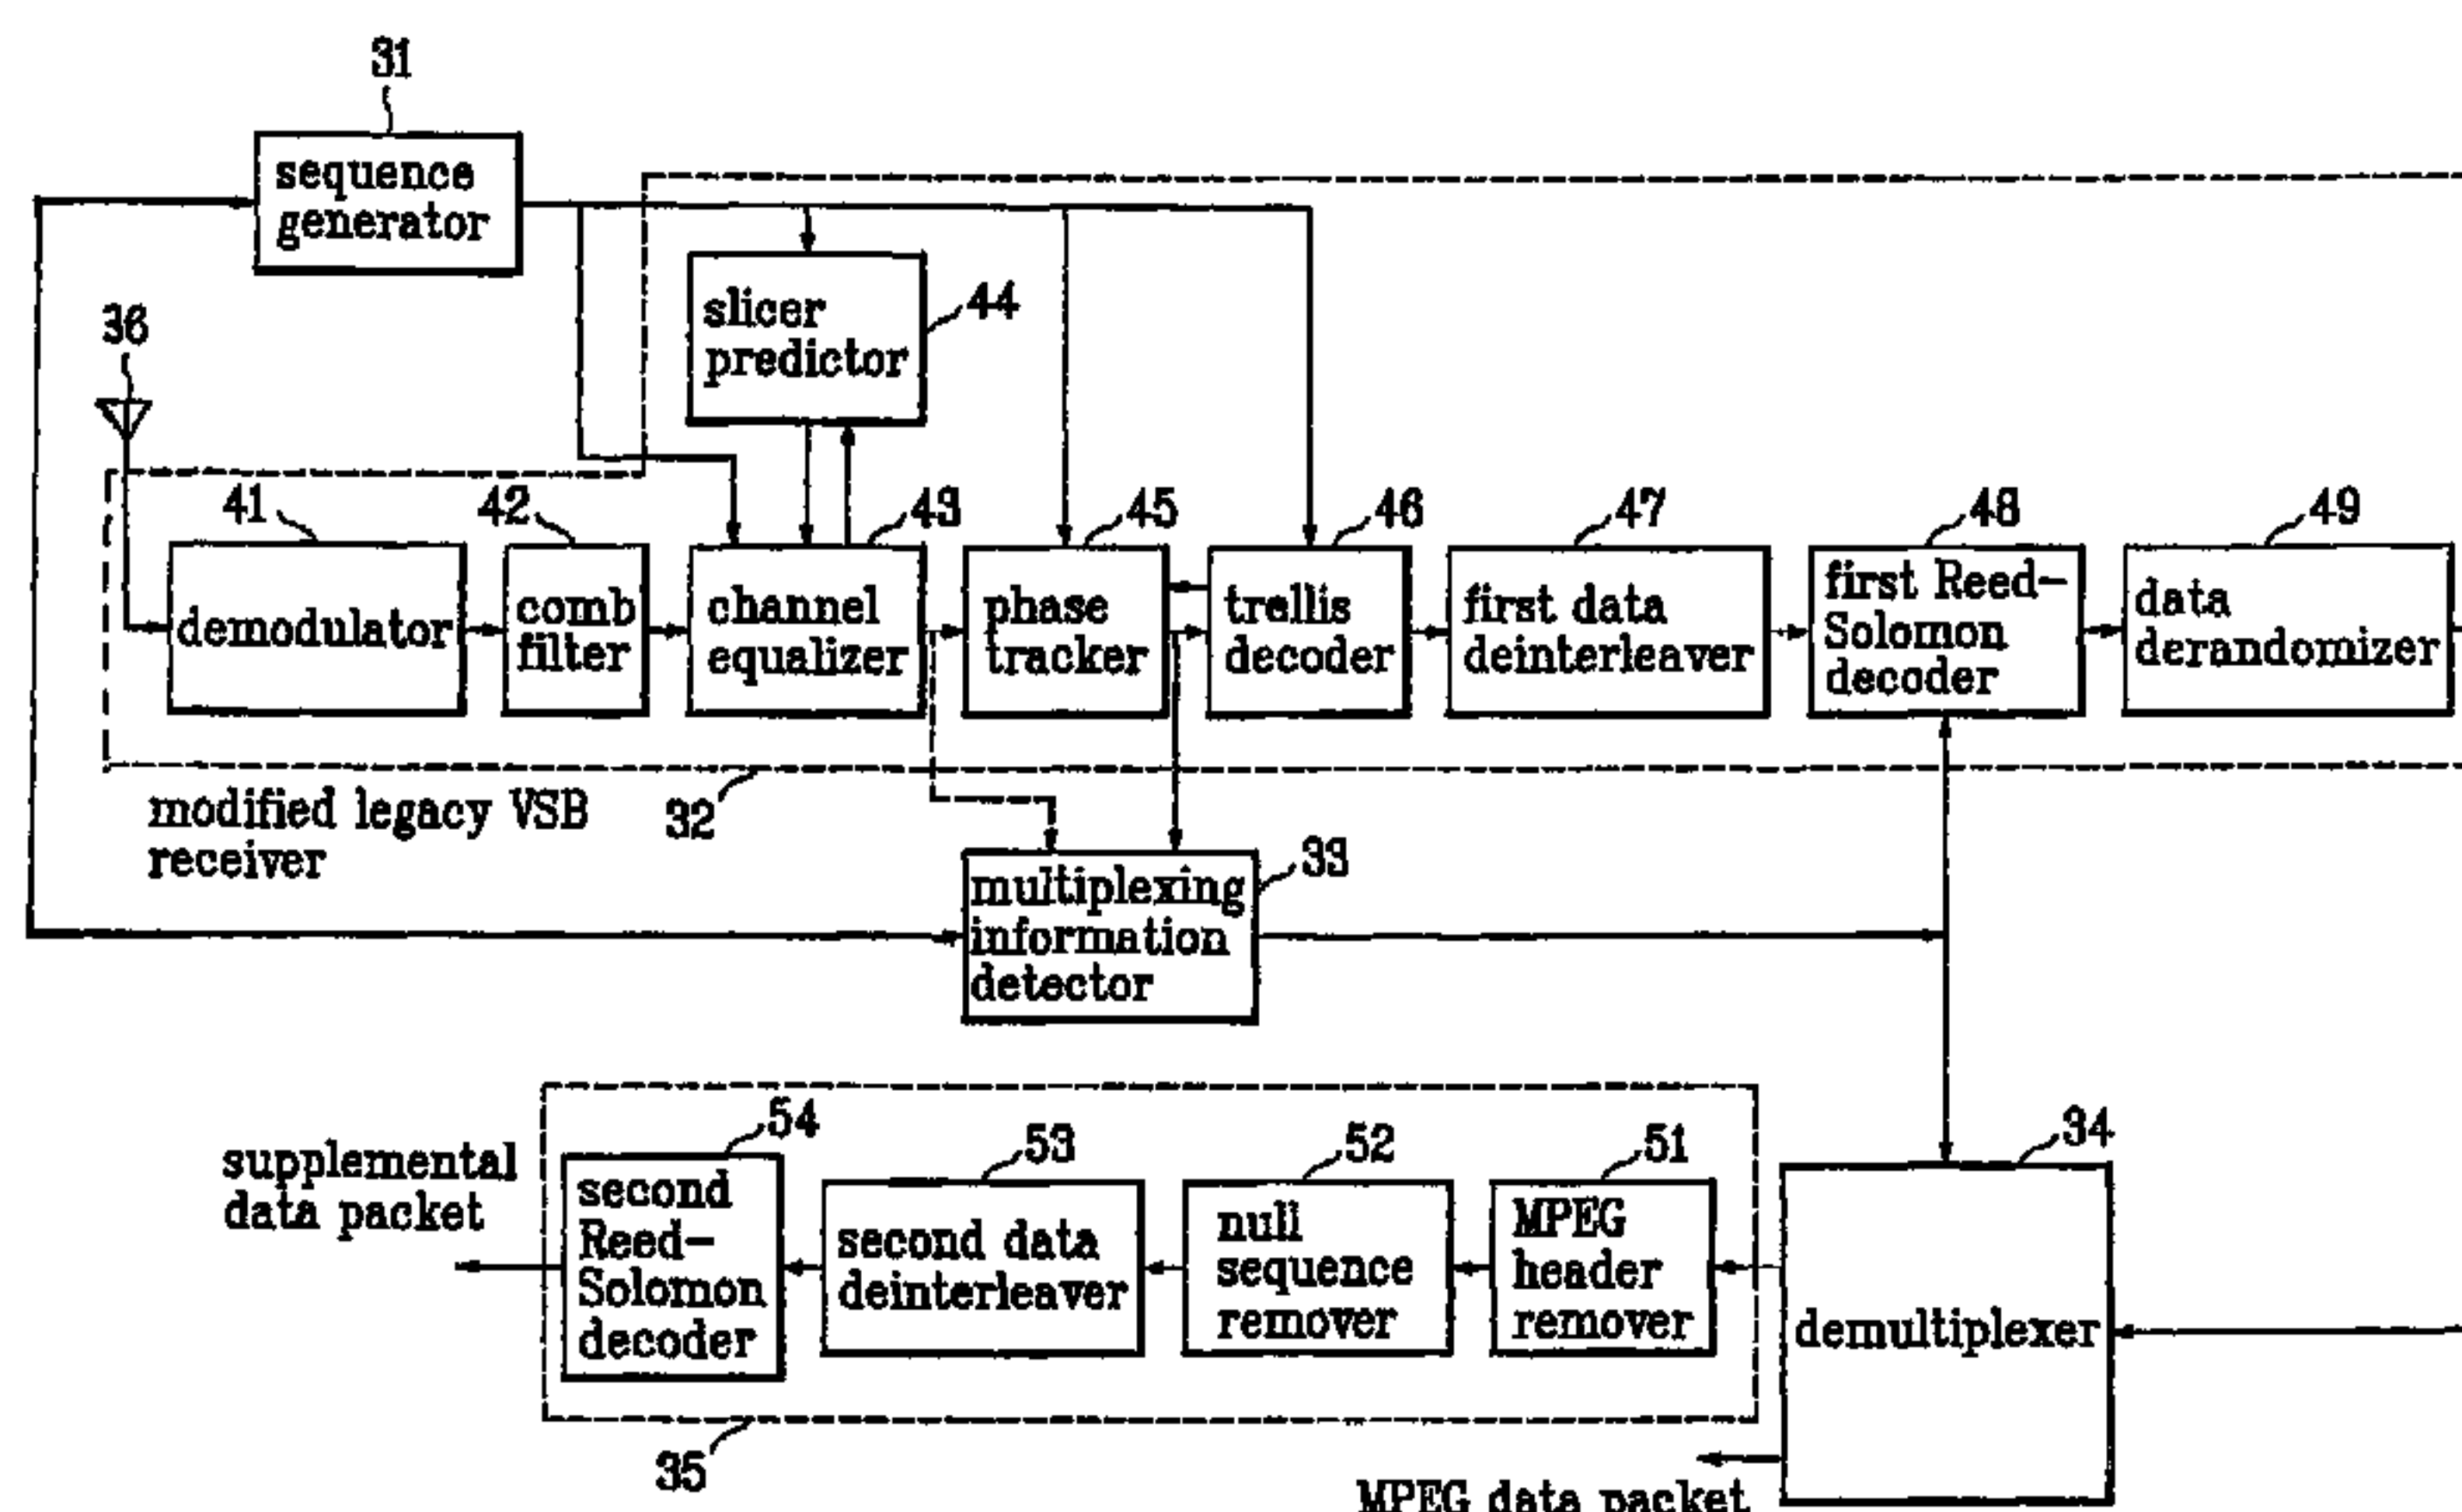 31
sequence
generator
36
slicer
predictor
44
41
42
43
45
46
47
48
49
demodulator
comb
filter
channel
equalizer
phase
tracker
trellis
decoder
first data
deinterleaver
first Reed-
Solomon
decoder
data
derandomizer
modified legacy VSB
receiver
32
33
multiplexing
information
detector
supplemental
data packet
54
53
52
51
34
second
Reed-
Solomon
decoder
second data
deinterleaver
null
sequence
remover
MPEG
header
remover
demultiplexer
35
MPEG data packet